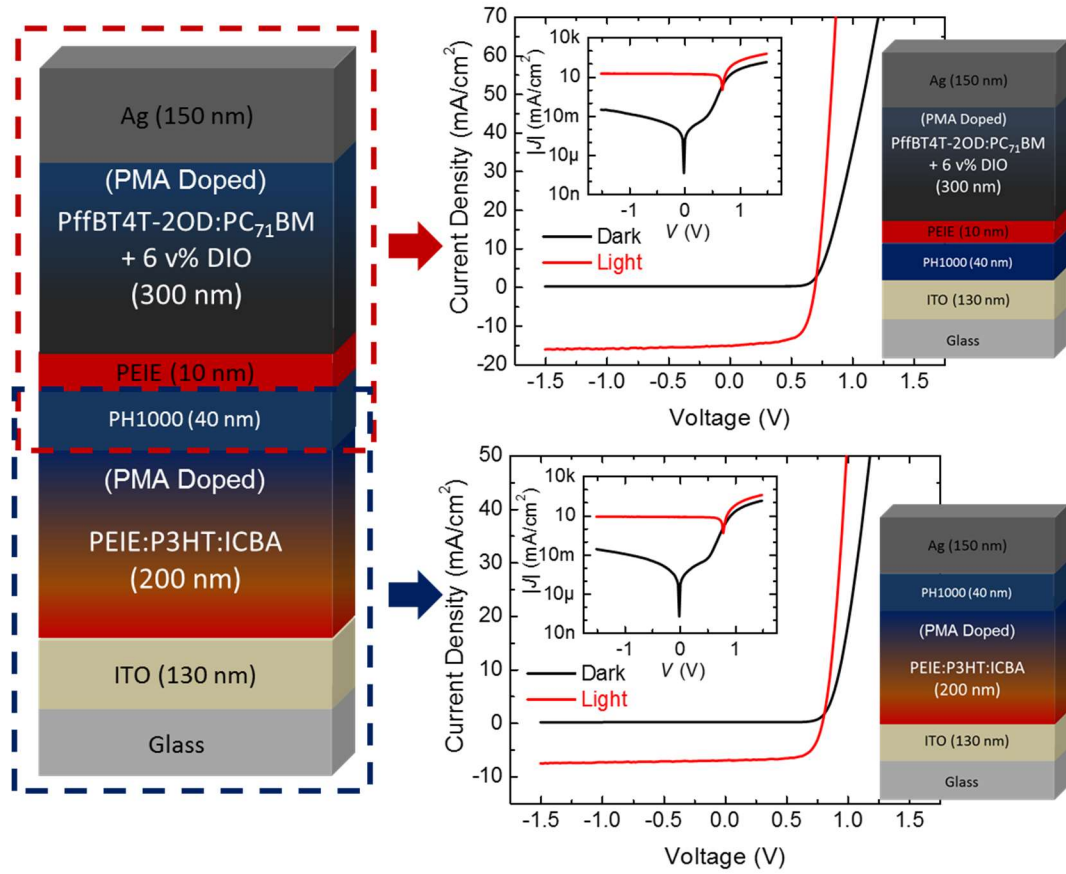 Ag (150 nm)
(PMA Doped)
PffBT4T-2OD:PC71BM
+ 6 v% DIO
(300 nm)
PEIE (10 nm)
PH1000 (40 nm)
(PMA Doped)
PEIE:P3HT:ICBA
(200 nm)
ITO (130 nm)
Glass
Current Density (mA/cm2)
70
60
50
40
30
20
10
0
-10
-20
-1.5 -1.0 -0.5 0.0 0.5 1.0 1.5
Voltage (V)
|J| (mA/cm2)
10k
10
10m
10µ
10n
-1 0 1
V (V)
Dark
Light
Ag (150 nm)
(PMA Doped)
PffBT4T-2OD:PC71BM
+ 6 v% DIO
(300 nm)
PEIE (10 nm)
PH1000 (40 nm)
ITO (130 nm)
Glass
Current Density (mA/cm2)
50
40
30
20
10
0
-10
-1.5 -1.0 -0.5 0.0 0.5 1.0 1.5
Voltage (V)
|J| (mA/cm2)
10k
10
10m
10µ
10n
-1 0 1
V (V)
Dark
Light
Ag (150 nm)
PH1000 (40 nm)
(PMA Doped)
PEIE:P3HT:ICBA
(200 nm)
ITO (130 nm)
Glass